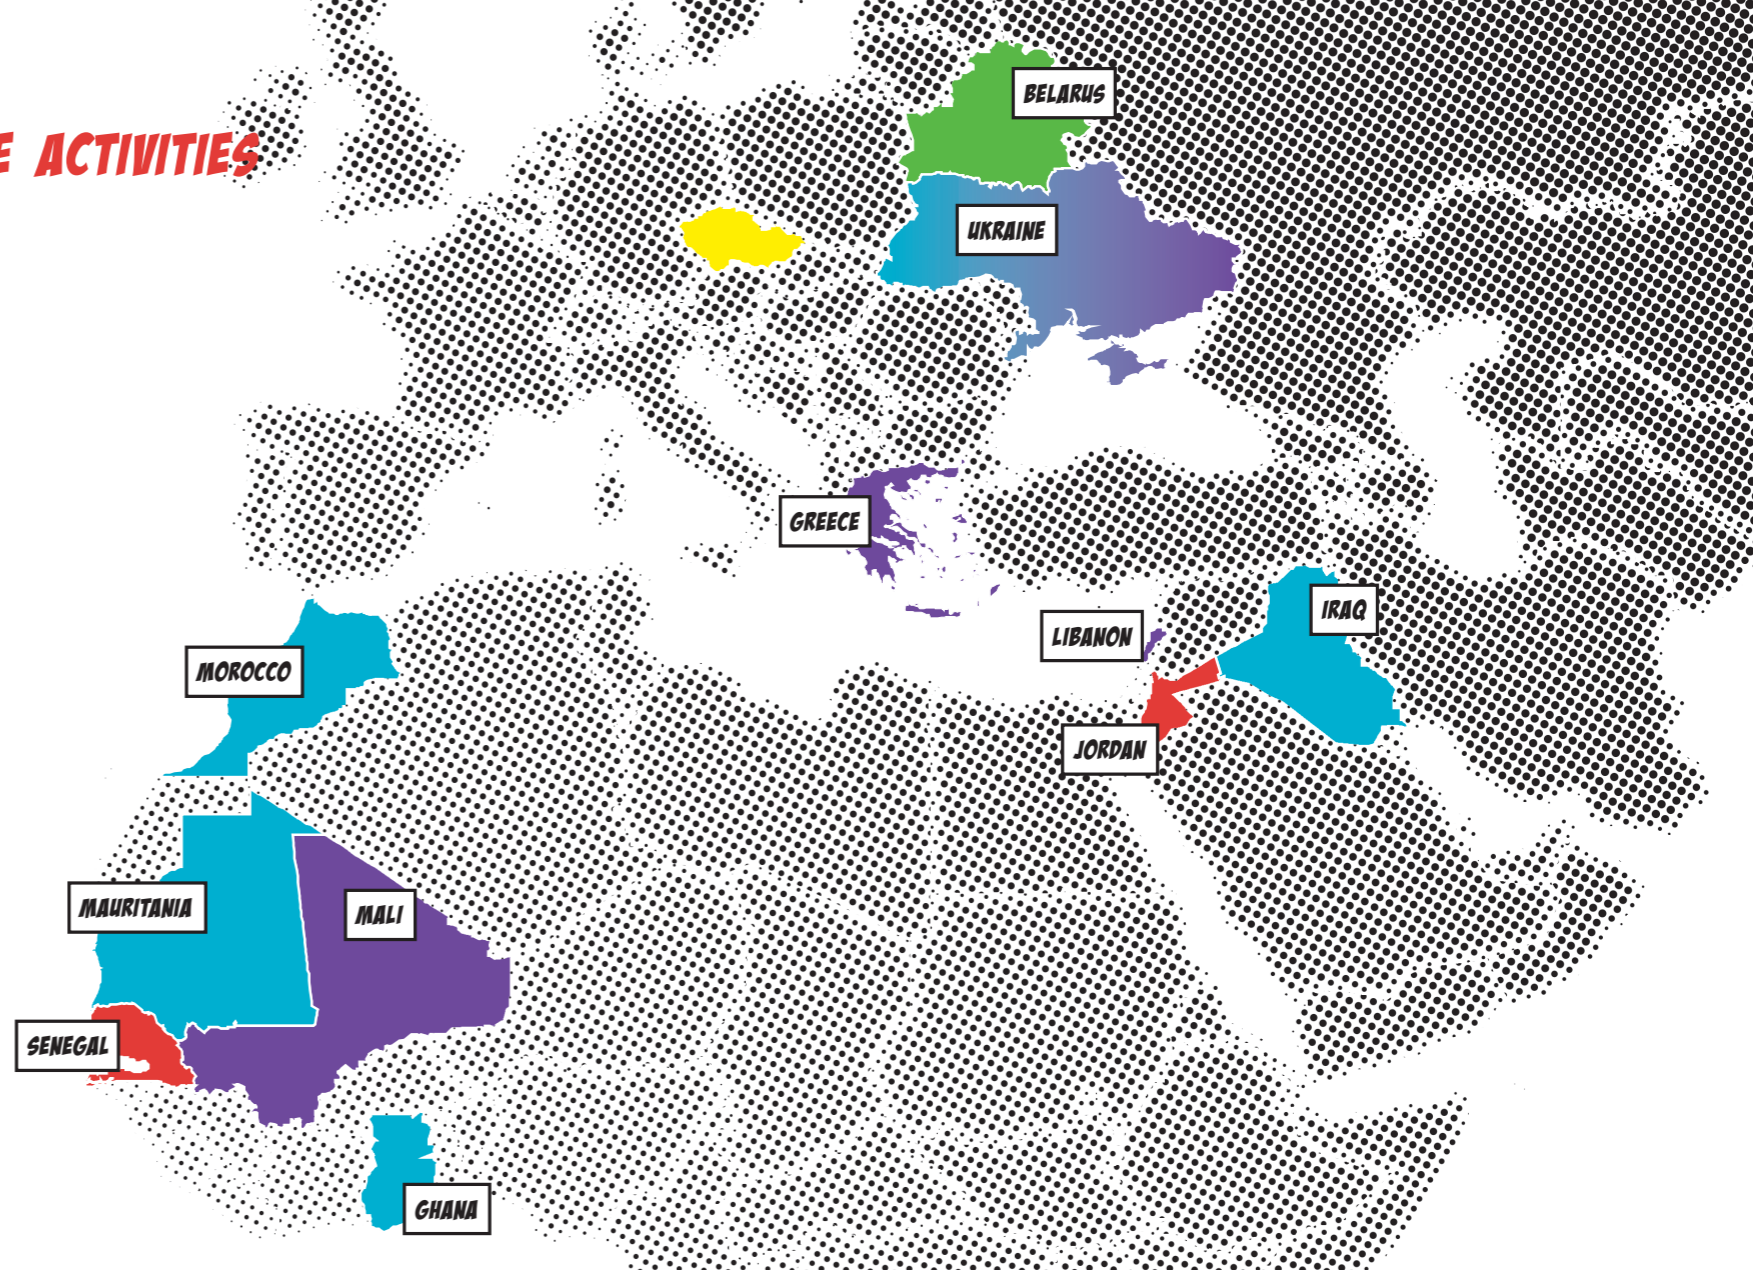 BELARUS
E ACTIVITIES
UKRAINE
GREECE
IRAQ
LIBANON
MOROCCO
JORDAN
MAURITANIA
MALI
SENEGAL
GHANA